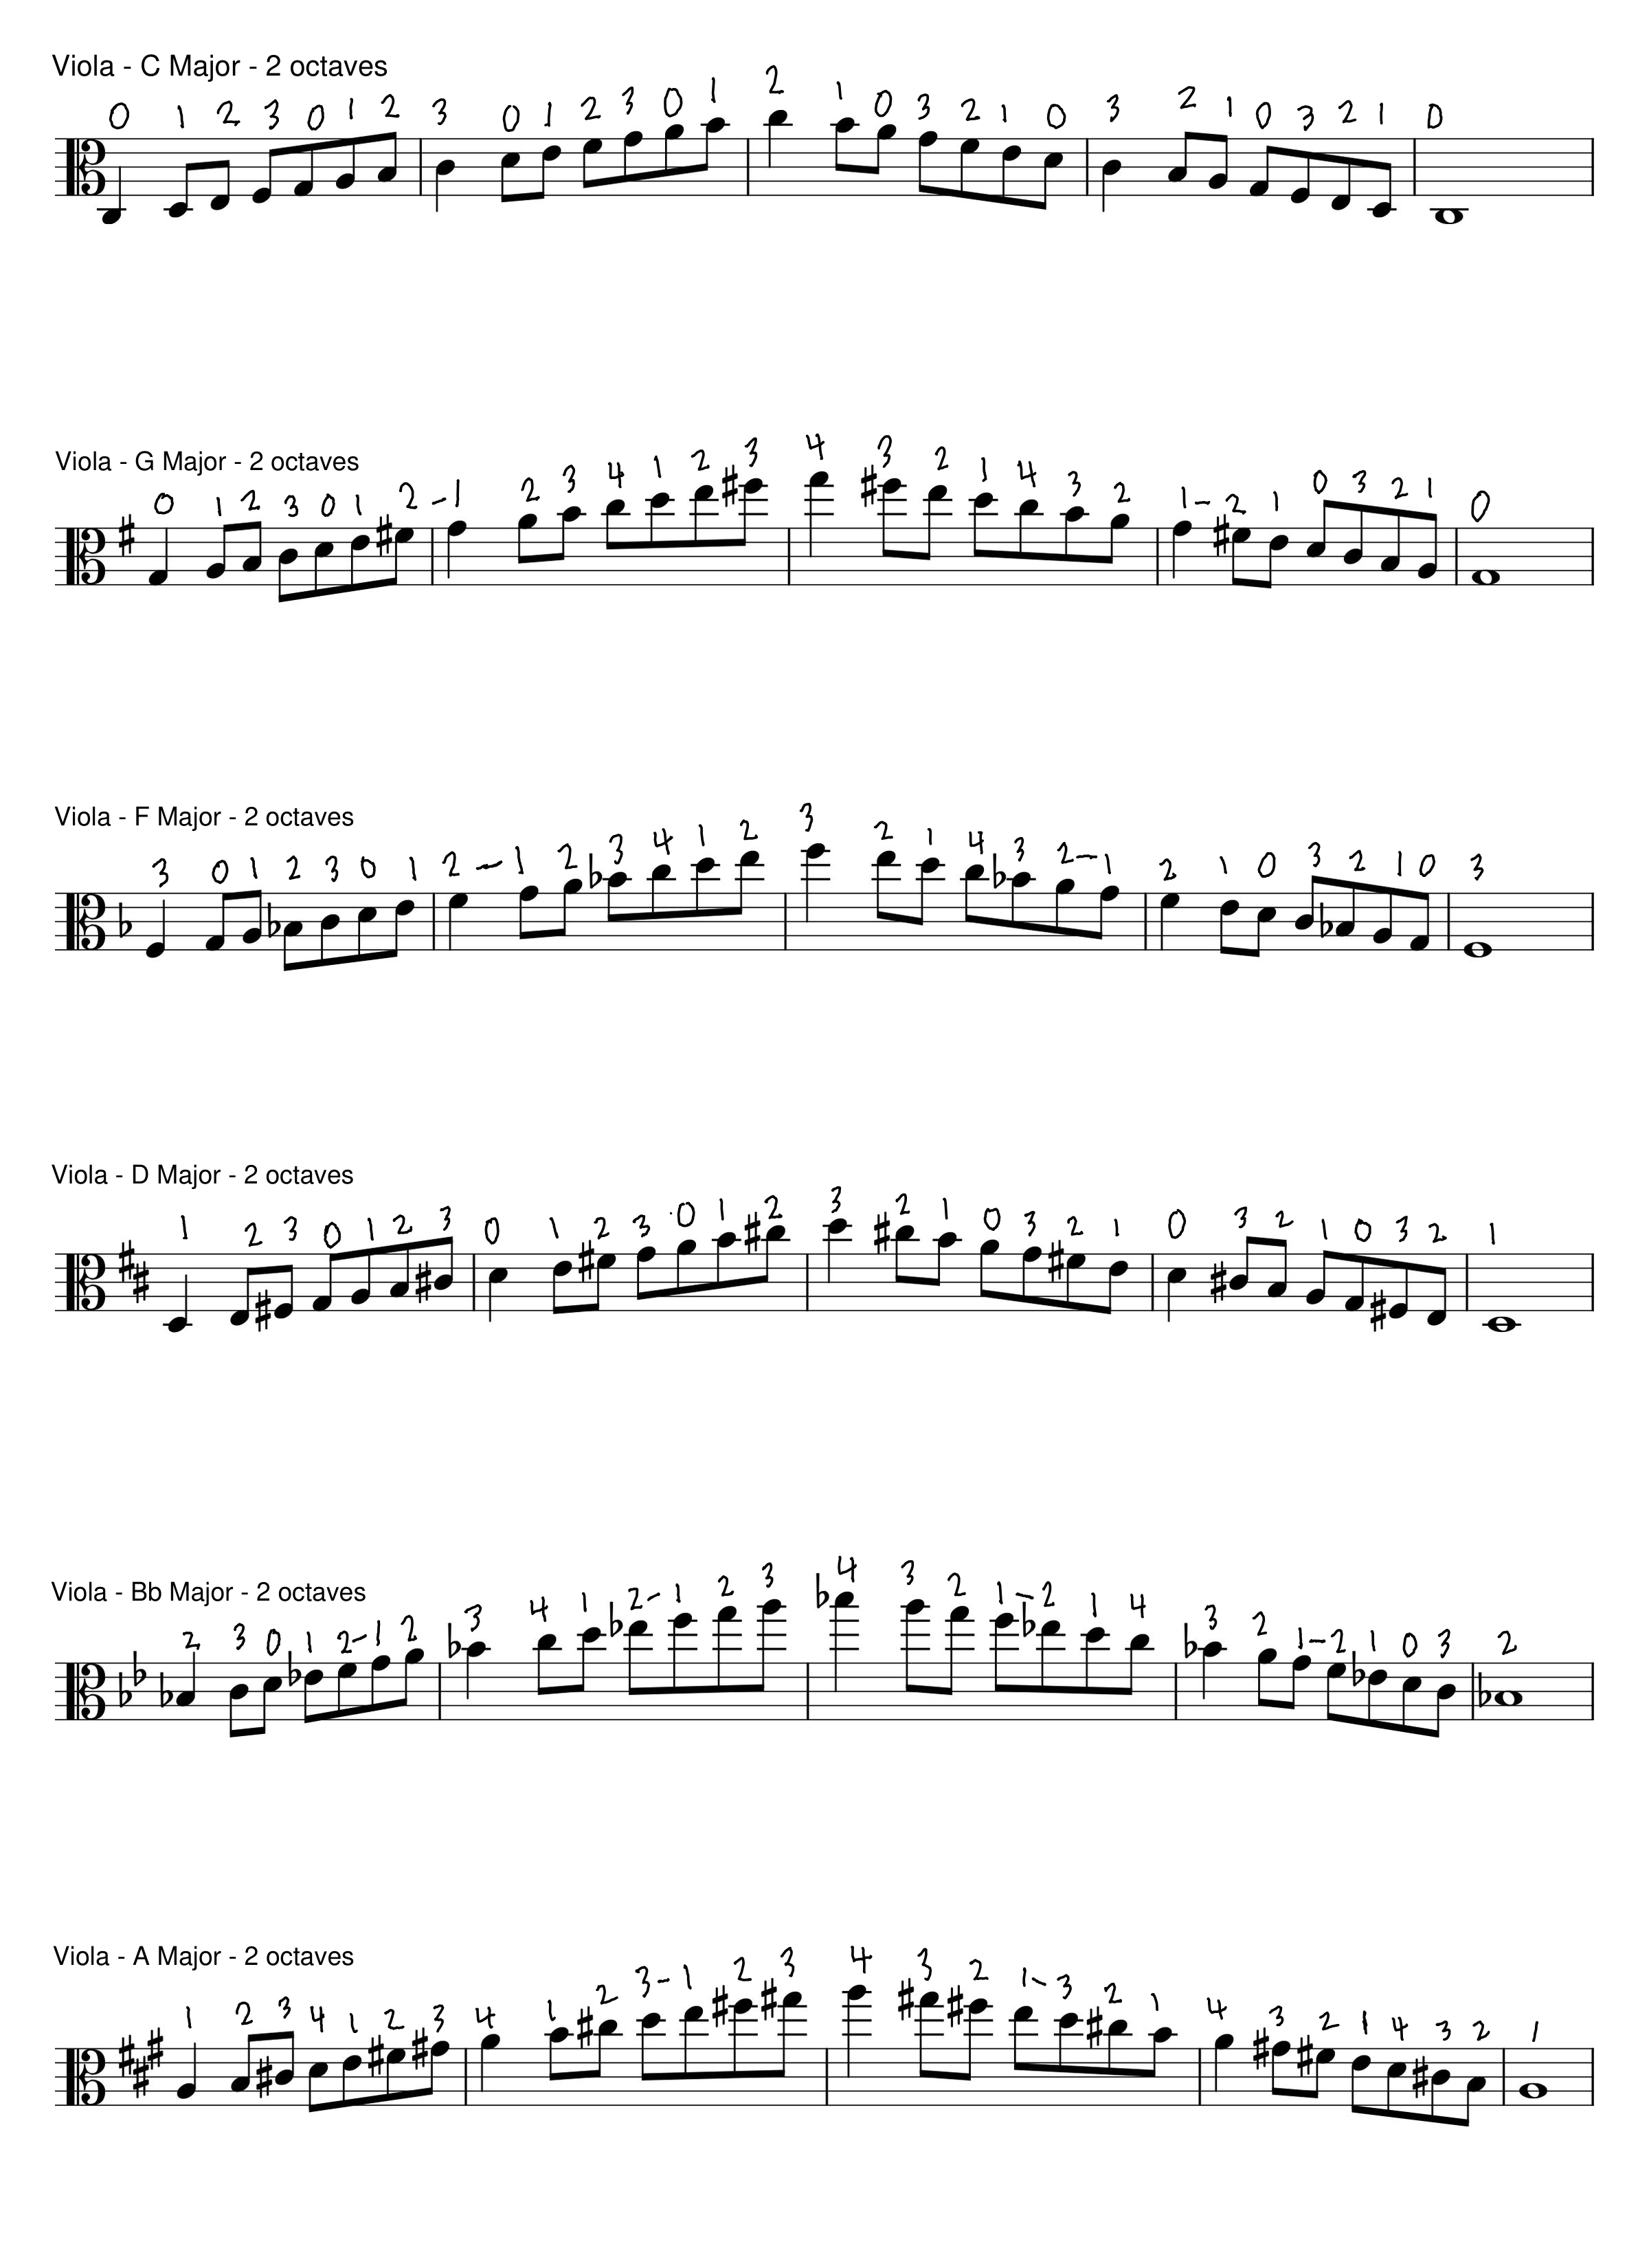 Viola - C Major - 2 octaves
0 1 2 3 0 1 2 3 0 1 2 3 0 1 2 1 0 3 2 1 0 3 2 1 0 3 2 1 0
Viola - G Major - 2 octaves
0 1 2 3 0 1 2 -1 2 3 4 1 2 3 4 3 2 1 4 3 2 1- 2 1 0 3 2 1 0
Viola - F Major - 2 octaves
3 0 1 2 3 0 1 2 - 1 2 3 4 1 2 3 2 1 4 3 2-1 2 1 0 3 2 1 0 3
Viola - D Major - 2 octaves
1 2 3 0 1 2 3 0 1 2 3 0 1 2 3 2 1 0 3 2 1 0 3 2 1 0 3 2 1
Viola - Bb Major - 2 octaves
2 3 0 1 2-1 2 3 4 1 2-1 2 3 4 3 2 1-2 1 4 3 2 1-2 1 0 3 2
Viola - A Major - 2 octaves
1 2 3 4 1 2 3 4 1 2 3-1 2 3 4 3 2 1-3 2 1 4 3 2 1 4 3 2 1